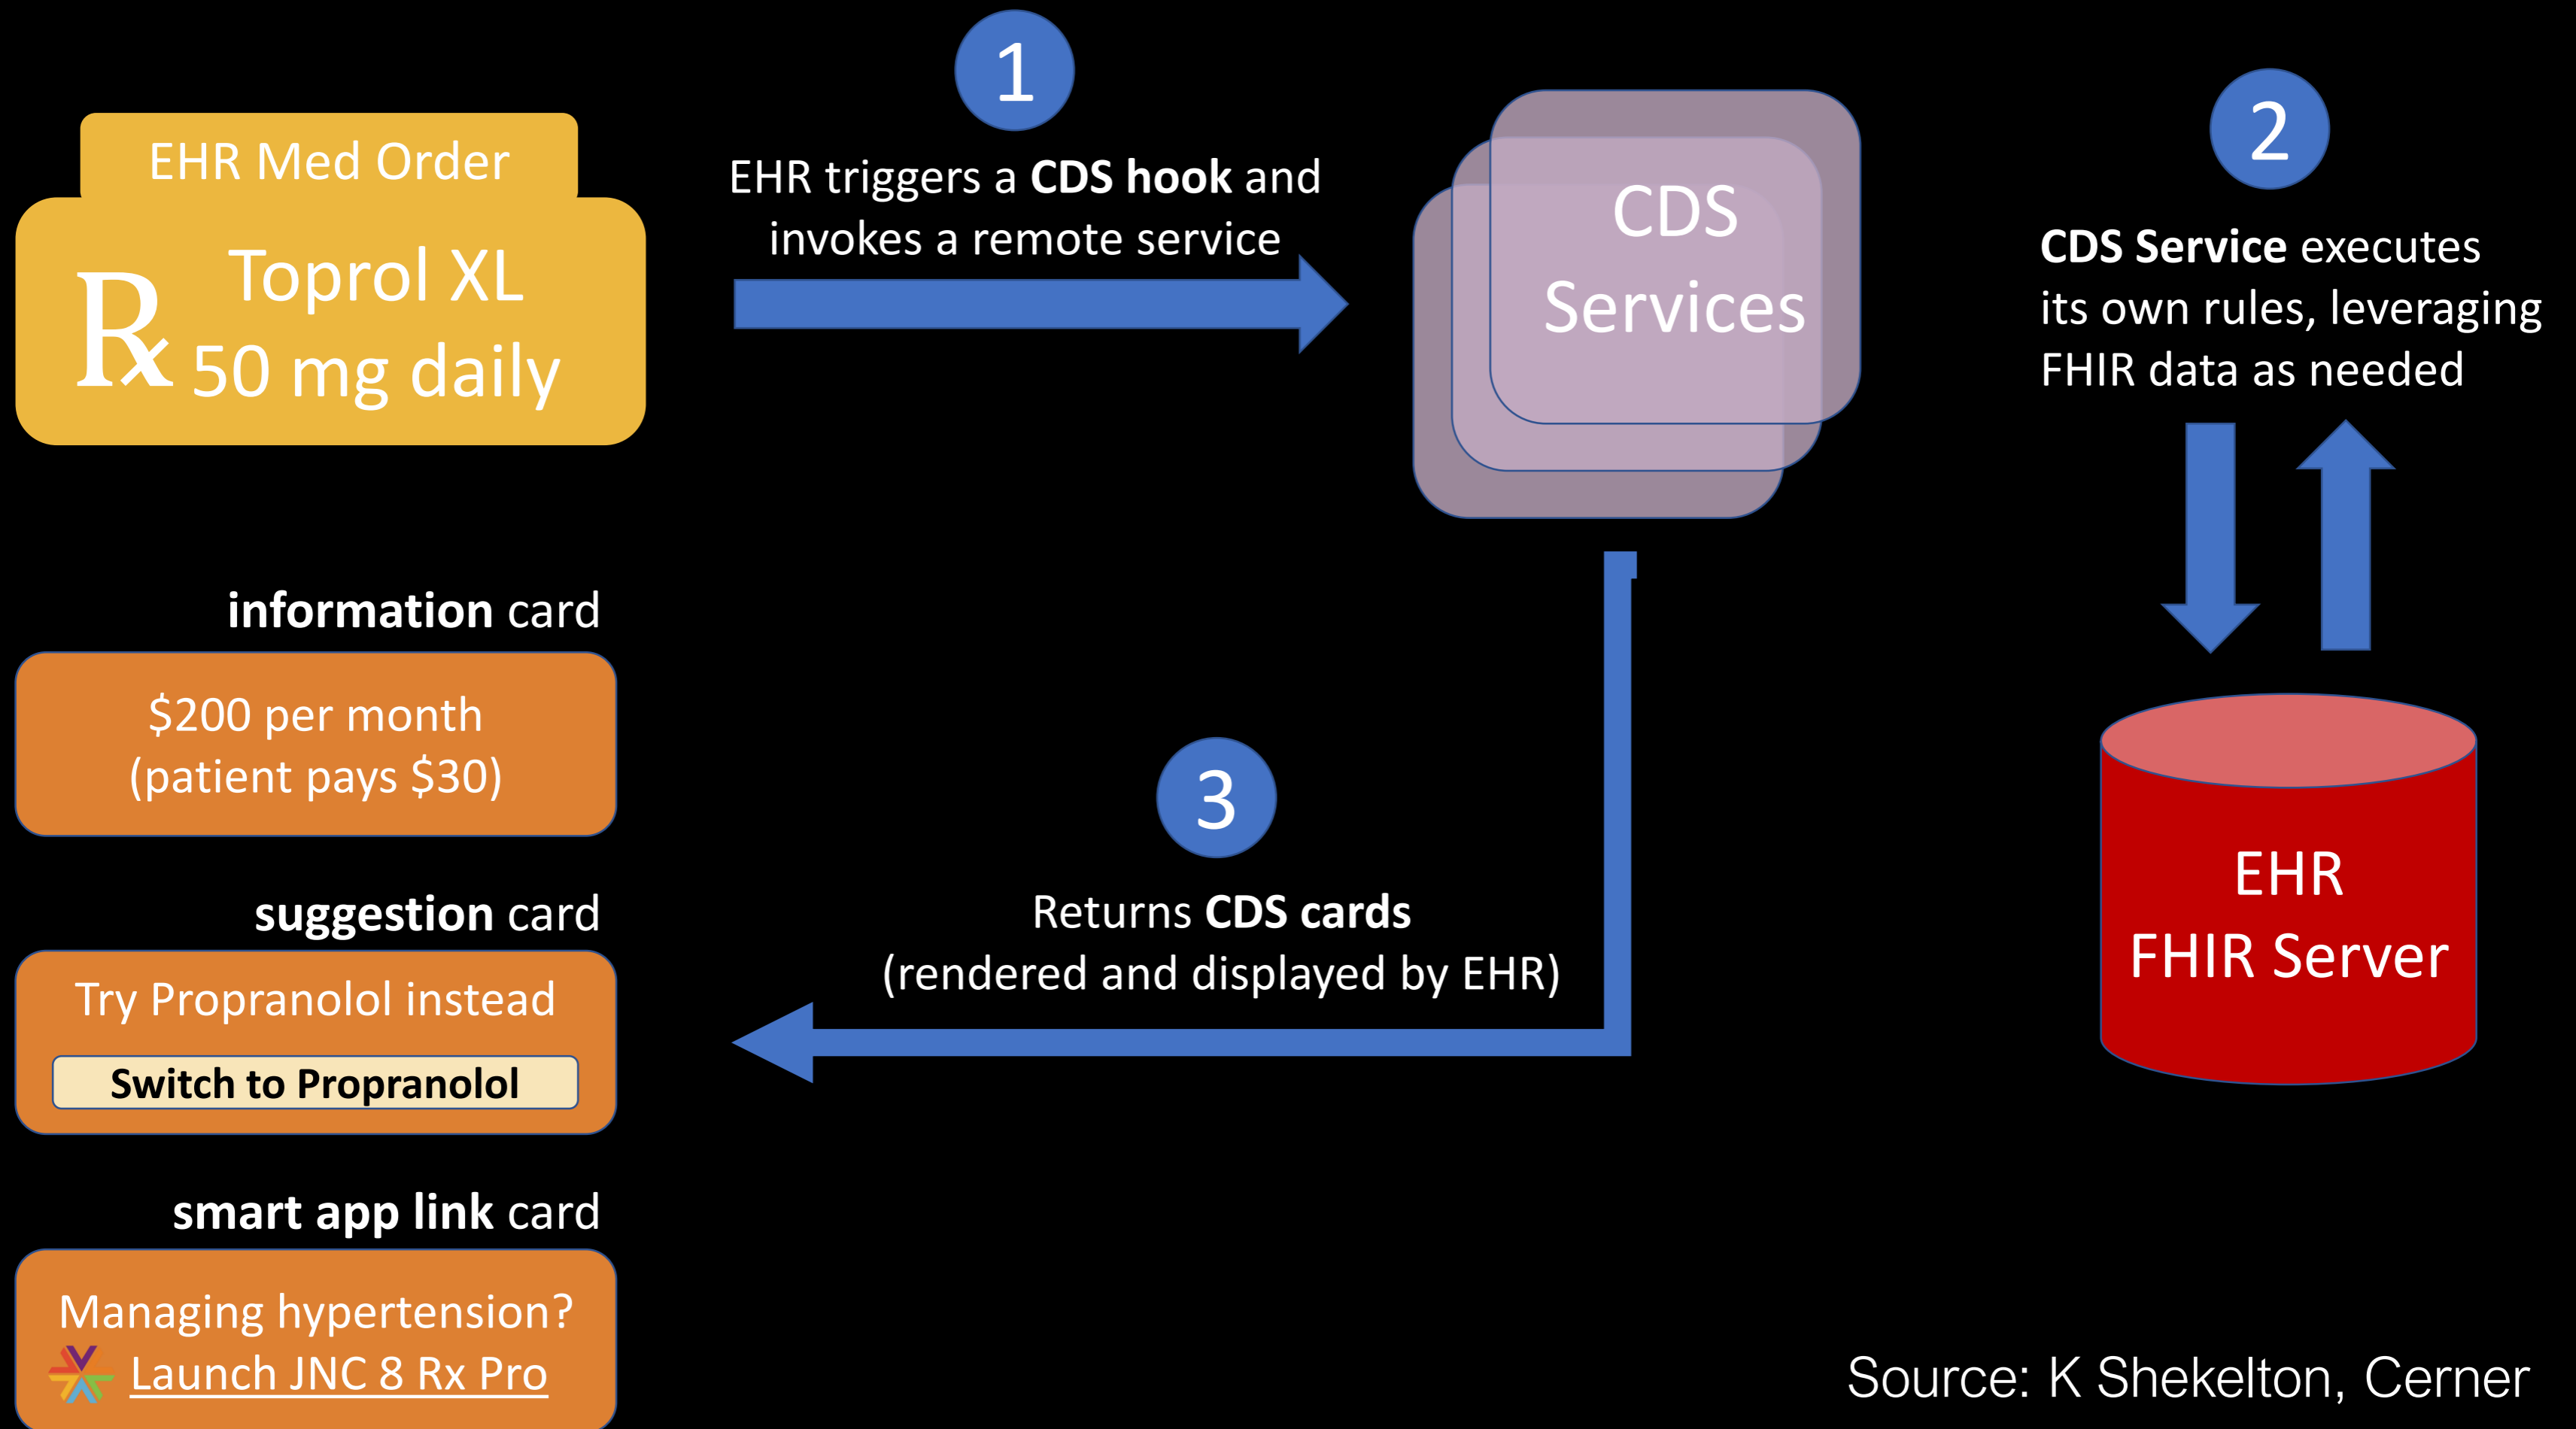 1
EHR Med Order
EHR triggers a CDS hook and
invokes a remote service
℞
Toprol XL
50 mg daily
CDS
Services
2
CDS Service executes
its own rules, leveraging
FHIR data as needed
information card
$200 per month
(patient pays $30)
suggestion card
Try Propranolol instead
Switch to Propranolol
smart app link card
Managing hypertension?
Launch JNC 8 Rx Pro
3
Returns CDS cards
(rendered and displayed by EHR)
EHR
FHIR Server
Source: K Shekelton, Cerner